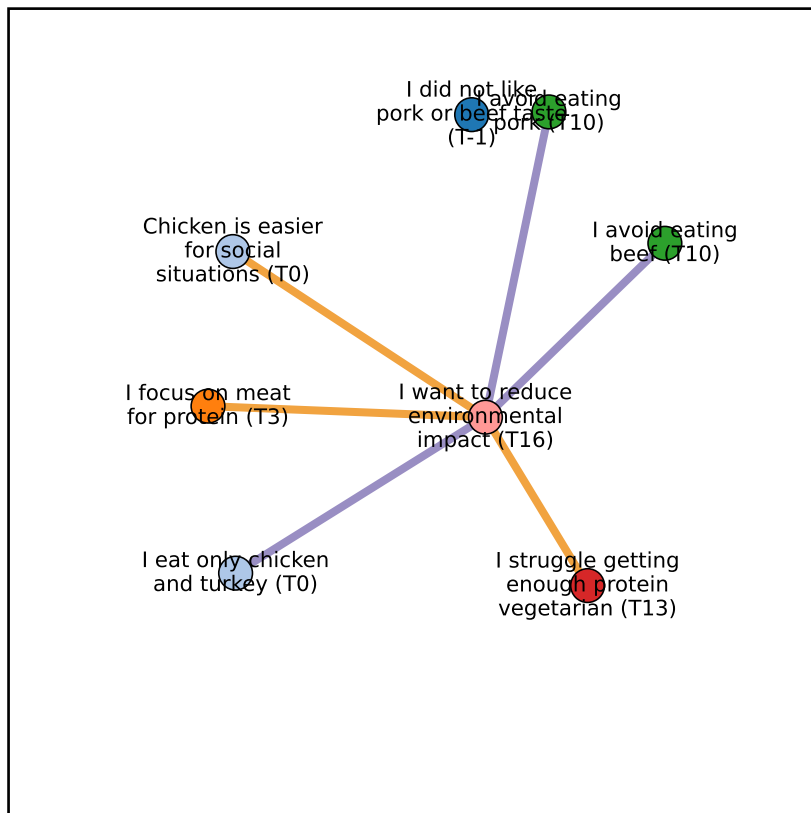 I did not like
pork or beef taste
(T-1)
I avoid eating
pork (T10)
Chicken is easier
for social
situations (T0)
I avoid eating
beef (T10)
I focus on meat
for protein (T3)
I want to reduce
environmental
impact (T16)
I eat only chicken
and turkey (T0)
I struggle getting
enough protein
vegetarian (T13)